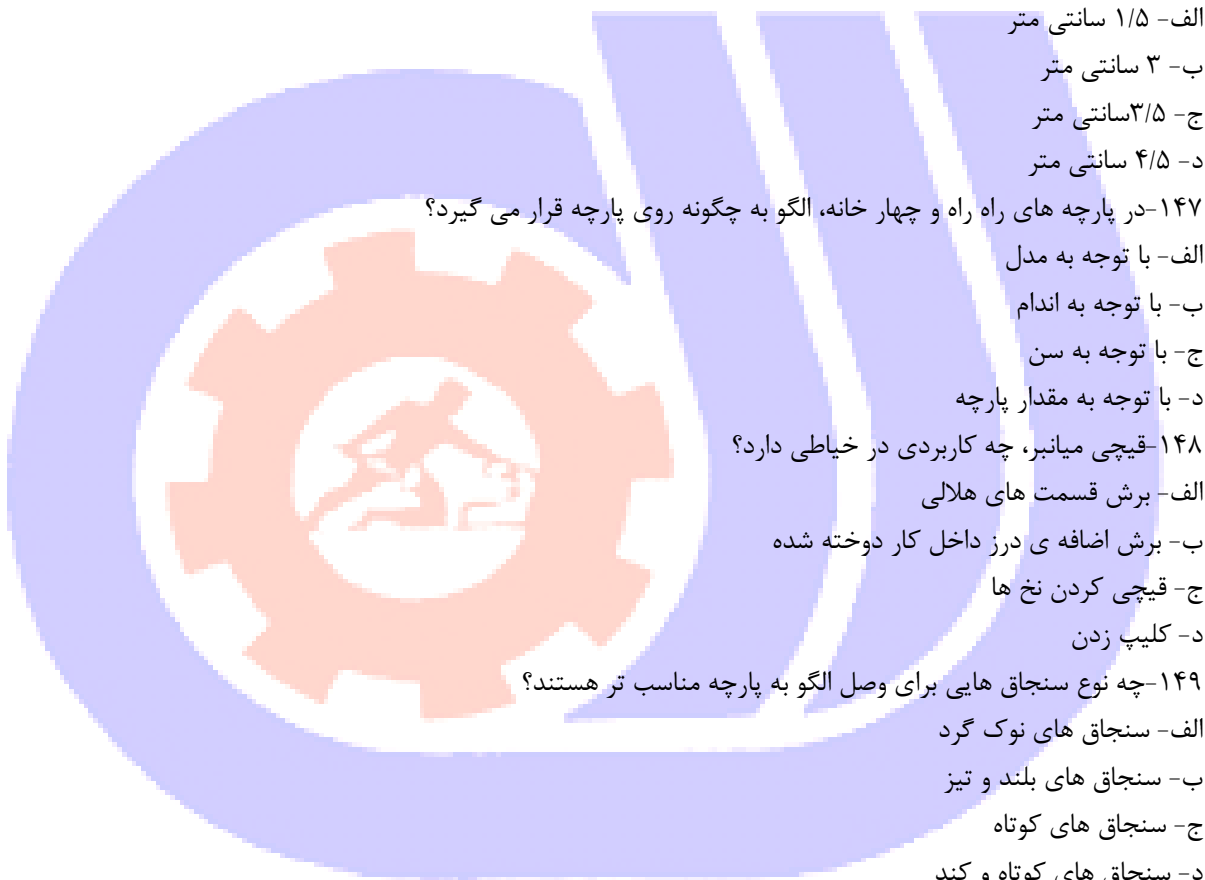 الف- ۱/۵ سانتی متر
ب- ۳ سانتی متر
ج- ۳/۵سانتی متر
د- ۴/۵ سانتی متر
۱۴۷-در پارچه های راه راه و چهار خانه، الگو به چگونه روی پارچه قرار می گیرد؟
الف- با توجه به مدل
ب- با توجه به اندام
ج- با توجه به سن
د- با توجه به مقدار پارچه
۱۴۸-قیچی میانبر، چه کاربردی در خیاطی دارد؟
الف- برش قسمت های هلالی
ب- برش اضافه ی درز داخل کار دوخته شده
ج- قیچی کردن نخ ها
د- کلیپ زدن
۱۴۹-چه نوع سنجاق هایی برای وصل الگو به پارچه مناسب تر هستند؟
الف- سنجاق های نوک گرد
ب- سنجاق های بلند و تیز
ج- سنجاق های کوتاه
د- سنجاق های کوتاه و کند